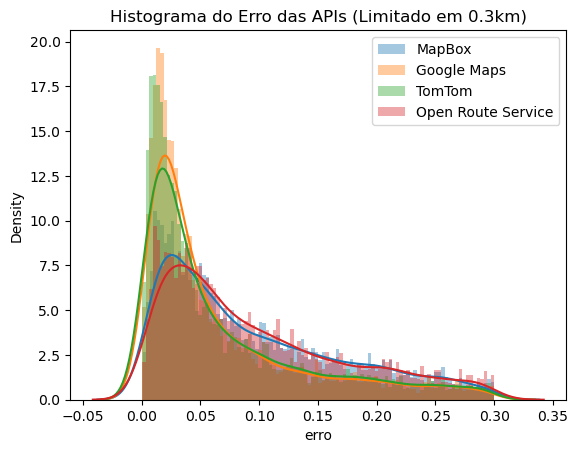 Histograma do Erro das APIs (Limitado em 0.3km)
MapBox
Google Maps
TomTom
Open Route Service
Density
20.0
17.5
15.0
12.5
10.0
7.5
5.0
2.5
0.0
−0.05 0.00 0.05 0.10 0.15 0.20 0.25 0.30 0.35
erro